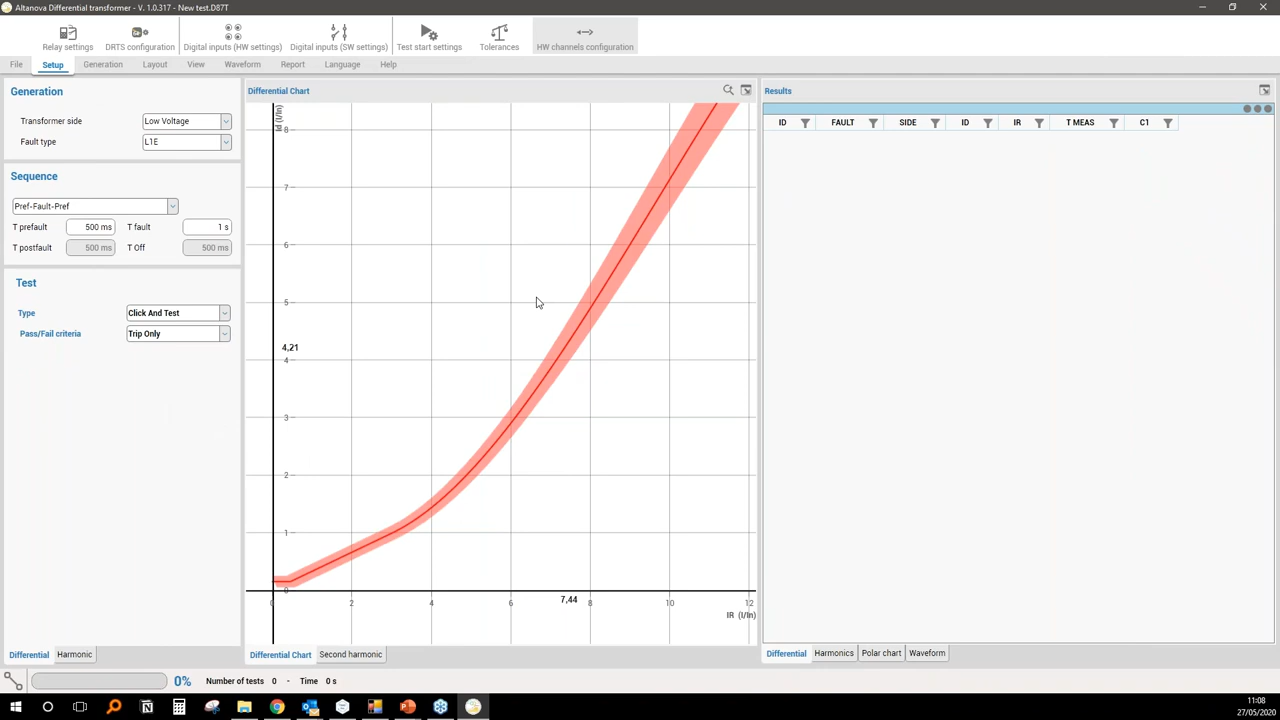 Altanova Differential transformer - V. 1.0.317 - New test.D87T
Relay settings
DRTS configuration
Digital inputs (HW settings)
Digital inputs (SW settings)
Test start settings
Tolerances
HW channels configuration
File
Setup
Generation
Layout
View
Waveform
Report
Language
Help
Generation
Transformer side
Low Voltage
Fault type
L1E
Sequence
Pref-Fault-Pref
T prefault
500 ms
T fault
1 s
T postfault
500 ms
T Off
500 ms
Test
Type
Click And Test
Pass/Fail criteria
Trip Only
Differential
Harmonic
Differential Chart
Id (I/In)
8
7
6
5
4,21
4
3
2
1
0
0
2
4
6
7,44
8
10
12
IR (I/In)
Differential Chart
Second harmonic
Results
ID
FAULT
SIDE
ID
IR
T MEAS
C1
Differential
Harmonics
Polar chart
Waveform
0%
Number of tests 0 - Time 0 s
11:08
27/05/2020